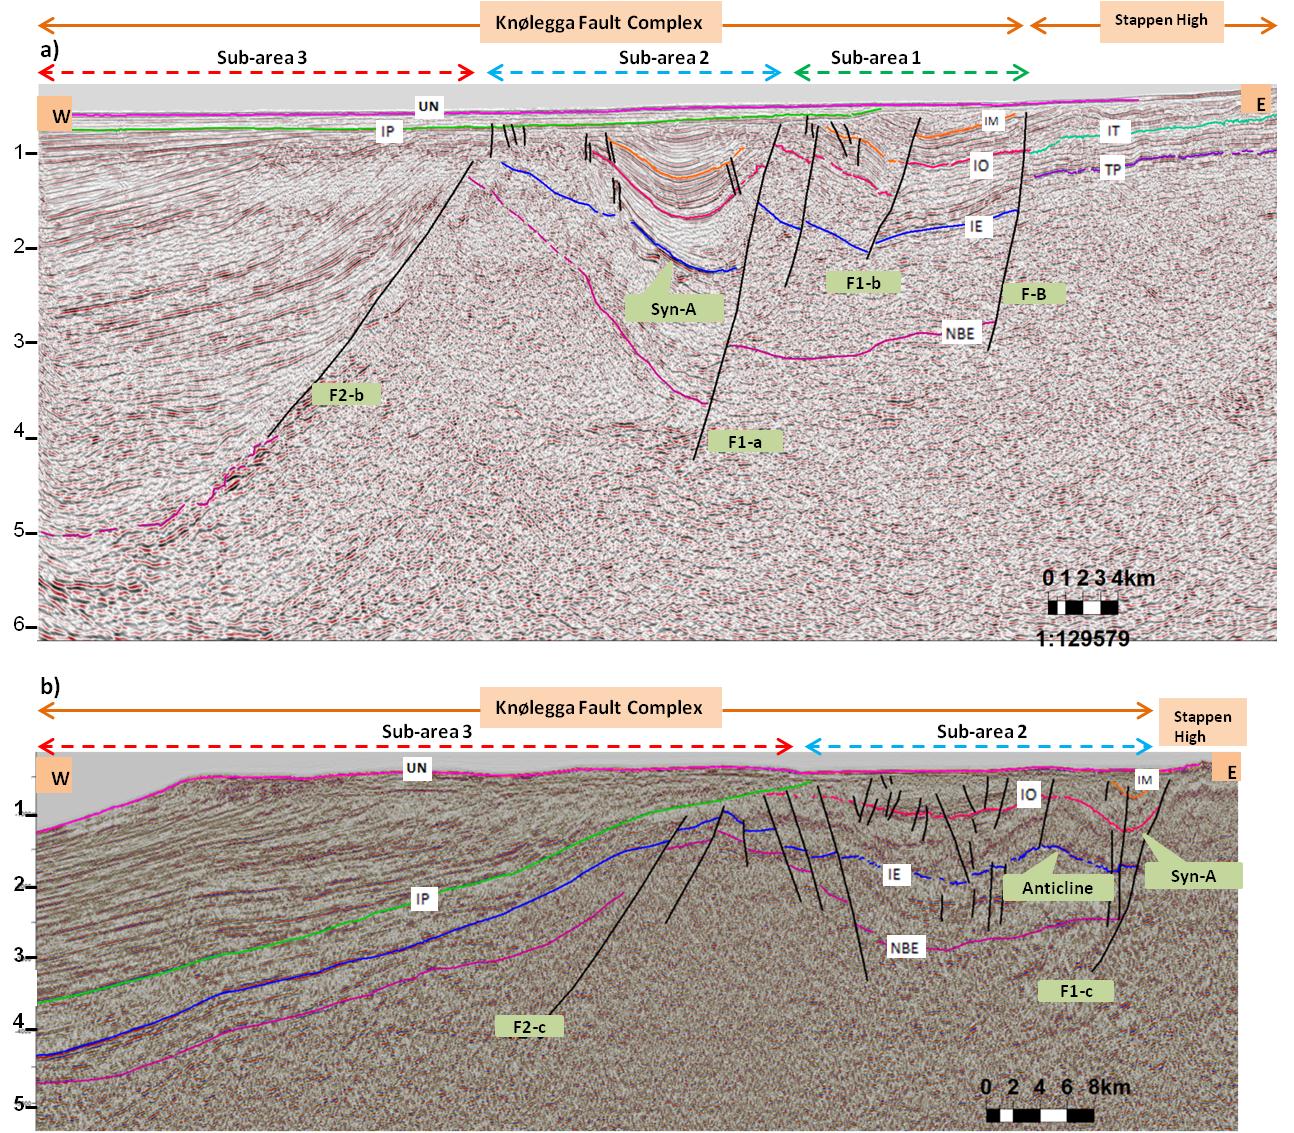 Knølegga Fault Complex
Stappen High
a)
Sub-area 3
Sub-area 2
Sub-area 1
W
UN
E
IP
IM
IT
1
IO
TP
2
IE
F1-b
Syn-A
F-B
3
NBE
F2-b
4
F1-a
5
0 1 2 3 4km
6
1:129579
b)
Knølegga Fault Complex
Stappen
High
Sub-area 3
Sub-area 2
W
UN
IM
E
1
IO
2
IE
Anticline
Syn-A
IP
3
NBE
F1-c
4
F2-c
0 2 4 6 8km
5